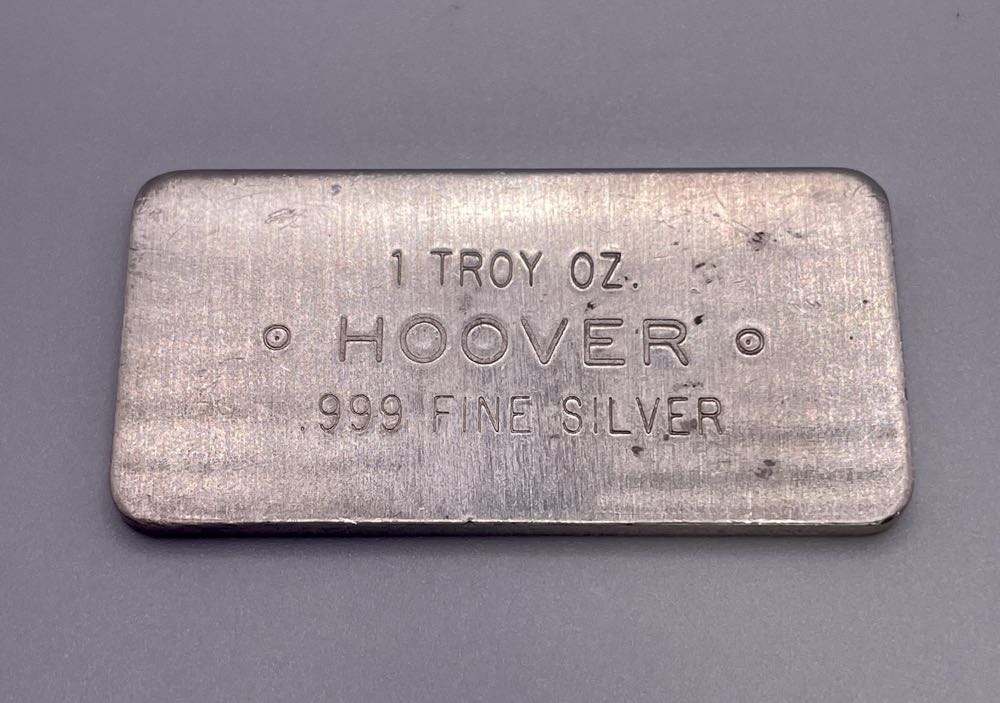 1 TROY OZ.
HOOVER
.999 FINE SILVER